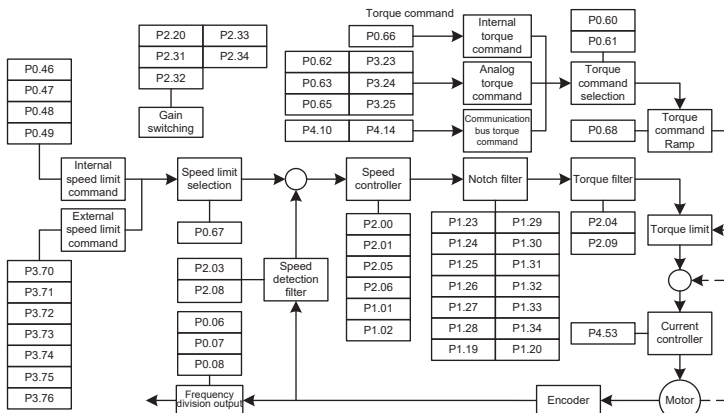 Torque command
P0.66
Internal
torque
command
P0.60
P0.61
P2.20 P2.33
P2.31 P2.34
P2.32
Gain
switching
P0.46
P0.47
P0.48
P0.49
P0.62 P3.23
P0.63 P3.24
P0.65 P3.25
Analog
torque
command
Torque
command
selection
P4.10 P4.14
Communication
bus torque
command
P0.68
Torque
command
Ramp
Internal
speed limit
command
Speed limit
selection
Speed
controller
Notch filter
Torque filter
External
speed limit
command
P0.67
P2.00
P2.01
P2.05
P2.06
P1.01
P1.02
P1.23 P1.29
P1.24 P1.30
P1.25 P1.31
P1.26 P1.32
P1.27 P1.33
P1.28 P1.34
P1.19 P1.20
P2.04
P2.09
Torque limit
P3.70
P3.71
P3.72
P3.73
P3.74
P3.75
P3.76
P2.03
P2.08
Speed
detection
filter
P0.06
P0.07
P0.08
P4.53
Current
controller
Frequency
division output
Encoder
Motor